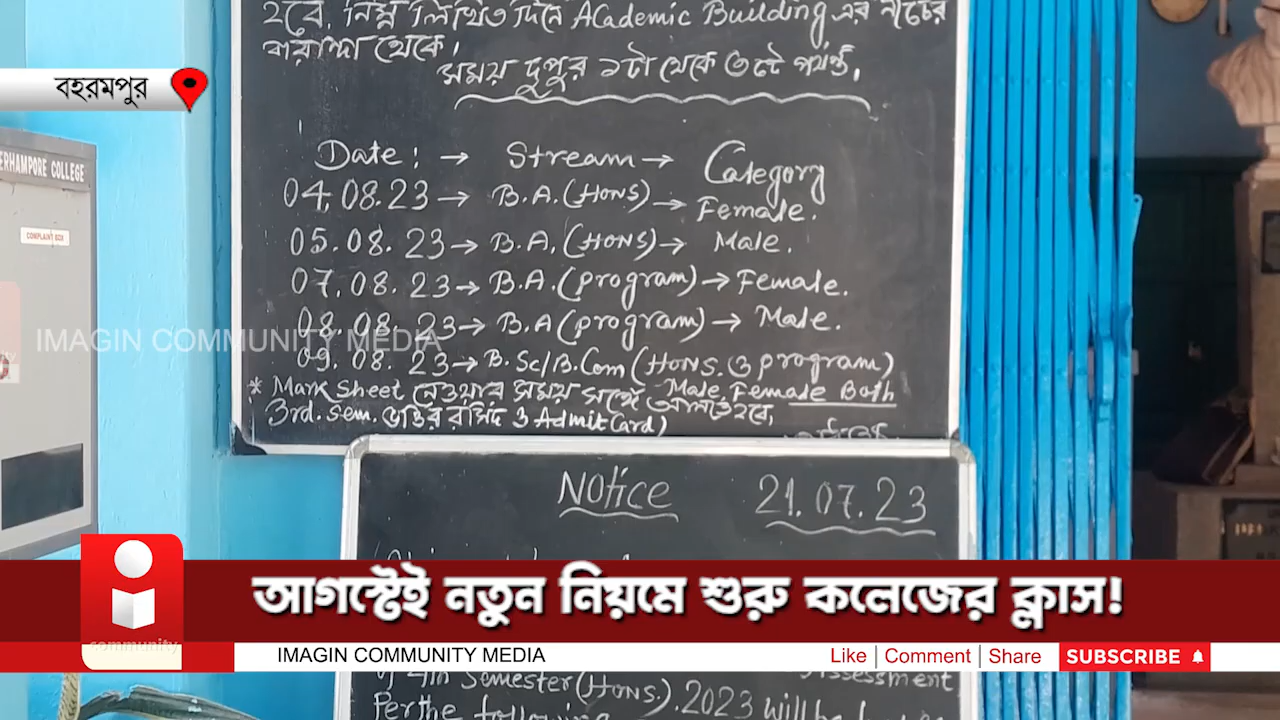 হবে, নিম্ন লিখিত দিনে Academic Building এর নীচের
বারান্দা থেকে।
সময় দুপুর ১টা থেকে ৩টে পর্যন্ত।
বহরমপুর
Date: → Stream → Category
04.08.23 → B.A.(Hons) → Female.
05.08.23 → B.A.(Hons) → Male.
07.08.23 → B.A.(program) → Female.
08.08.23 → B.A(program) → Male.
09.08.23 → B.Sc/B.Com (Hons. ও program)
Male, Female Both
* Mark Sheet নেওয়ার সময় সঙ্গে আনতে হবে,
3rd. Sem. ভর্তির রসিদ ও Admit Card)
ERHAMPORE COLLEGE
COMPLAINT BOX
IMAGIN COMMUNITY MEDIA
Notice 21.07.23
আগস্টেই নতুন নিয়মে শুরু কলেজের ক্লাস!
community
IMAGIN COMMUNITY MEDIA
Like | Comment | Share SUBSCRIBE
Assessment
of 4th Semester (Hons.) 2023 will be
Per the following